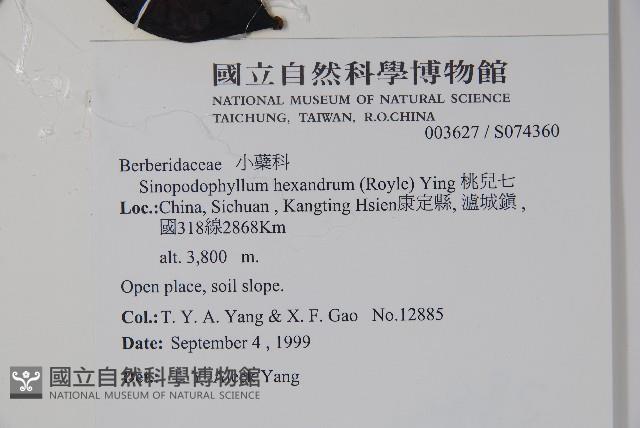 國立自然科學博物館
NATIONAL MUSEUM OF NATURAL SCIENCE
TAICHUNG, TAIWAN, R.O.CHINA
003627 / S074360
Berberidaceae 小蘗科
Sinopodophyllum hexandrum (Royle) Ying 桃兒七
Loc.:China, Sichuan , Kangting Hsien康定縣, 瀘城鎭 ,
國318線2868Km
alt. 3,800 m.
Open place, soil slope.
Col.: T. Y. A. Yang & X. F. Gao No.12885
Date: September 4 , 1999
Yang
國立自然科學博物館
NATIONAL MUSEUM OF NATURAL SCIENCE